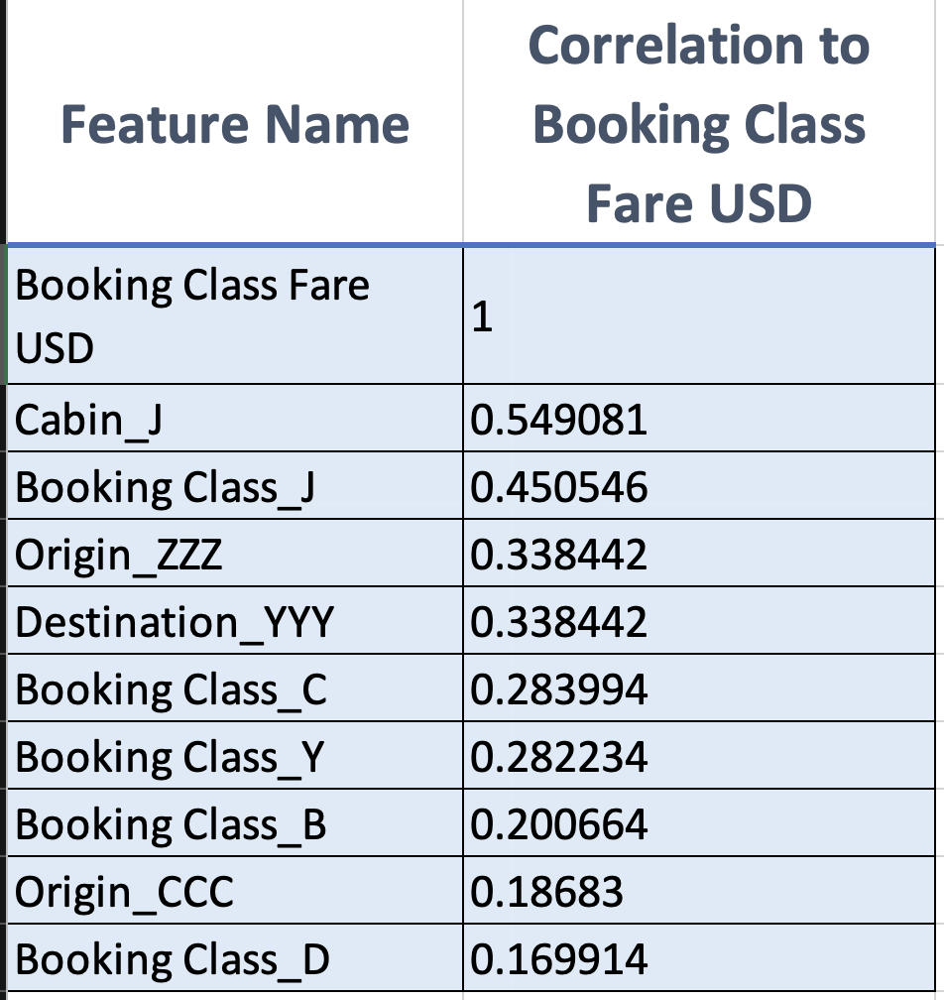 Feature Name
Correlation to
Booking Class
Fare USD
Booking Class Fare
USD
1
Cabin_J
0.549081
Booking Class_J
0.450546
Origin_ZZZ
0.338442
Destination_YYY
0.338442
Booking Class_C
0.283994
Booking Class_Y
0.282234
Booking Class_B
0.200664
Origin_CCC
0.18683
Booking Class_D
0.169914